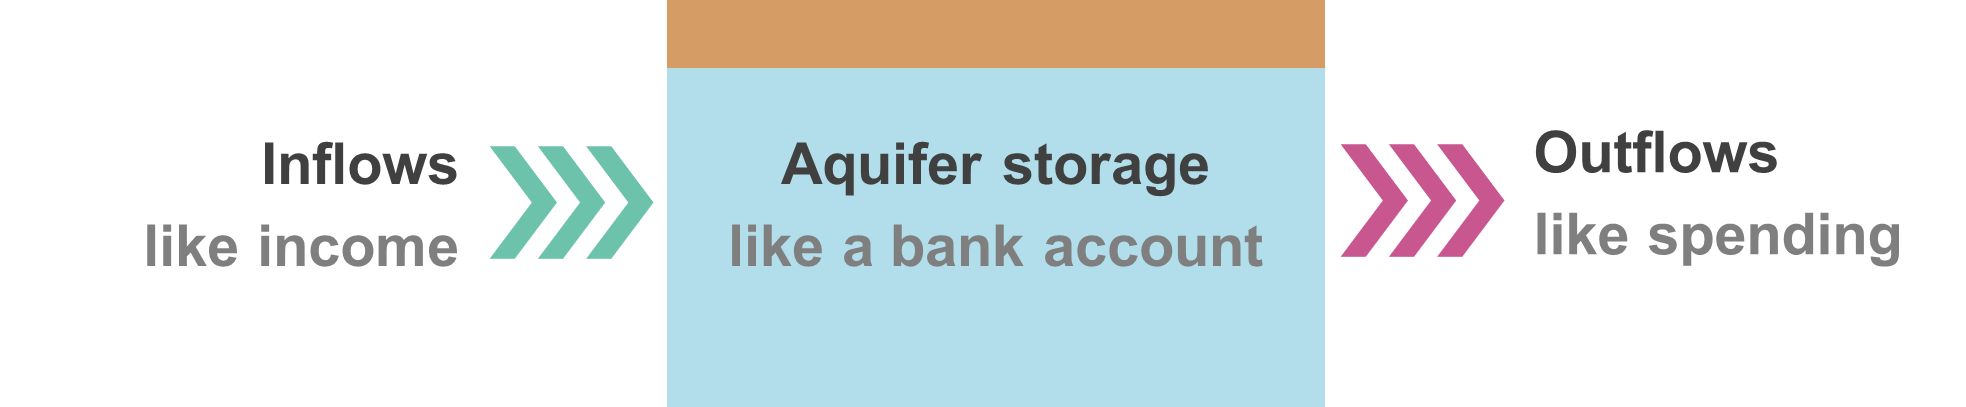 Inflows
like income
Aquifer storage
like a bank account
Outflows
like spending